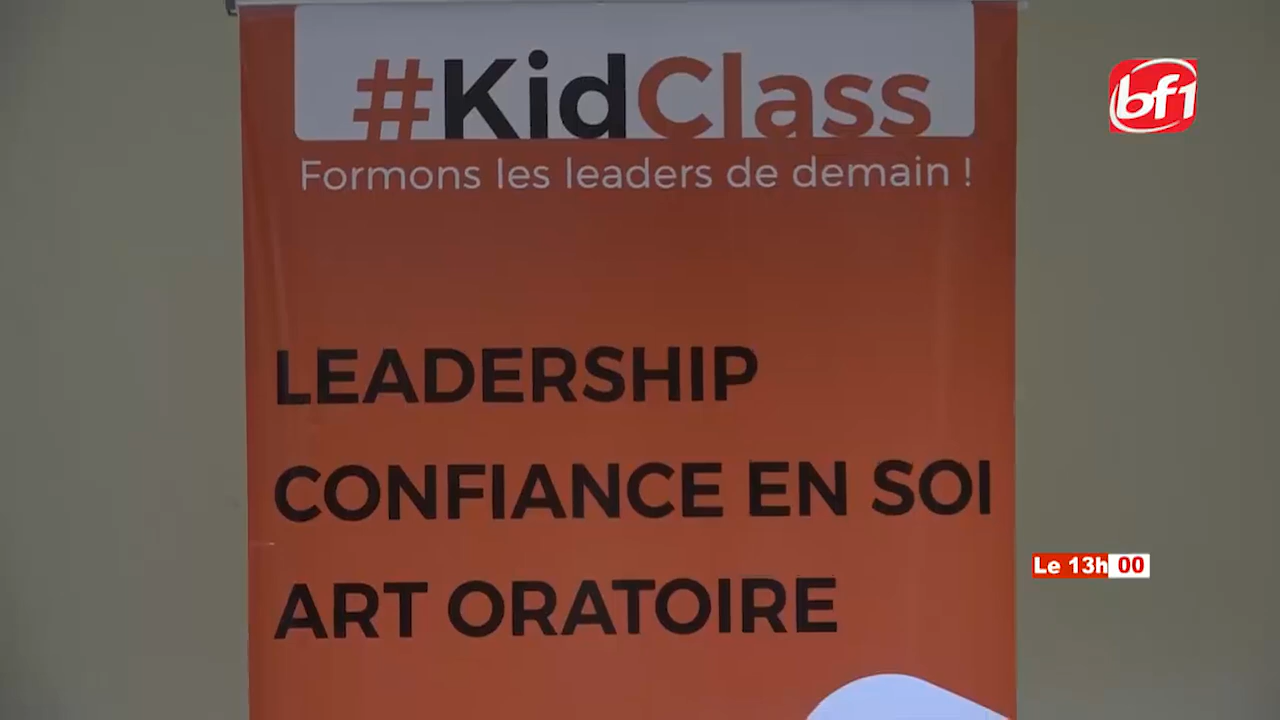 #KidClass
Formons les leaders de demain !
LEADERSHIP
CONFIANCE EN SOI
ART ORATOIRE
bf1
Le 13h 00